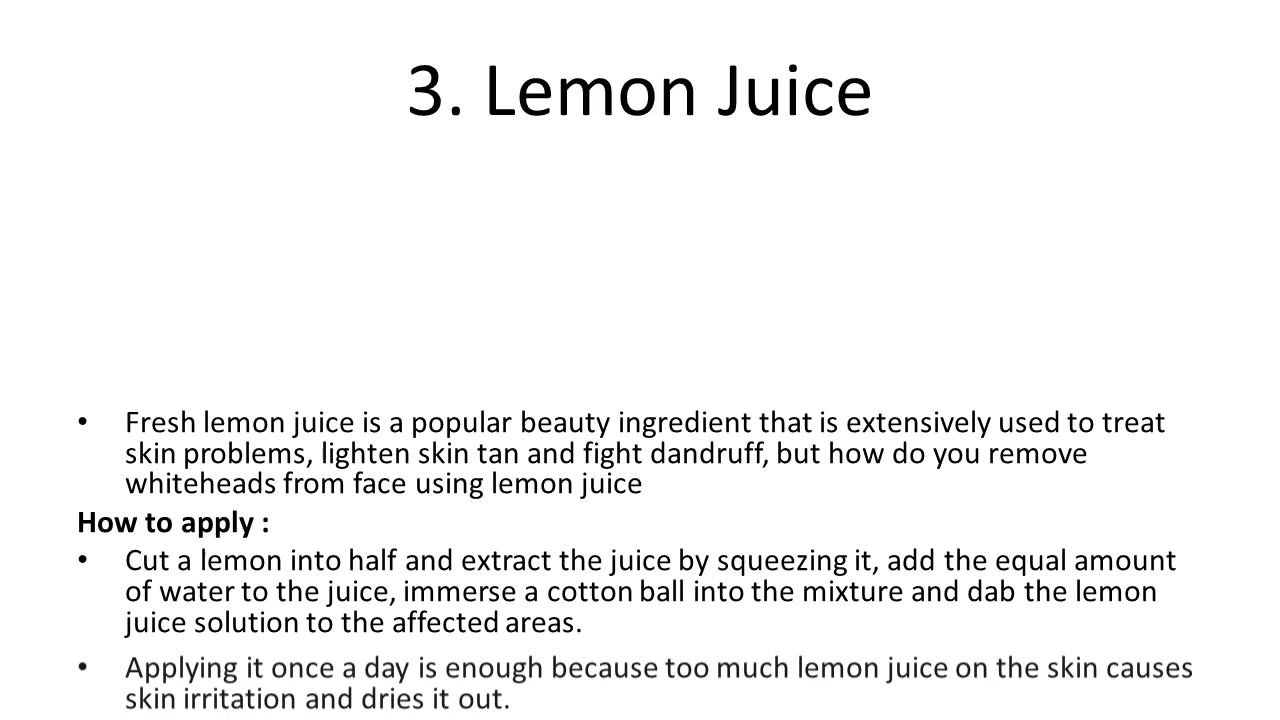 3. Lemon Juice
• Fresh lemon juice is a popular beauty ingredient that is extensively used to treat
skin problems, lighten skin tan and fight dandruff, but how do you remove
whiteheads from face using lemon juice
How to apply :
• Cut a lemon into half and extract the juice by squeezing it, add the equal amount
of water to the juice, immerse a cotton ball into the mixture and dab the lemon
juice solution to the affected areas.
• Applying it once a day is enough because too much lemon juice on the skin causes
skin irritation and dries it out.